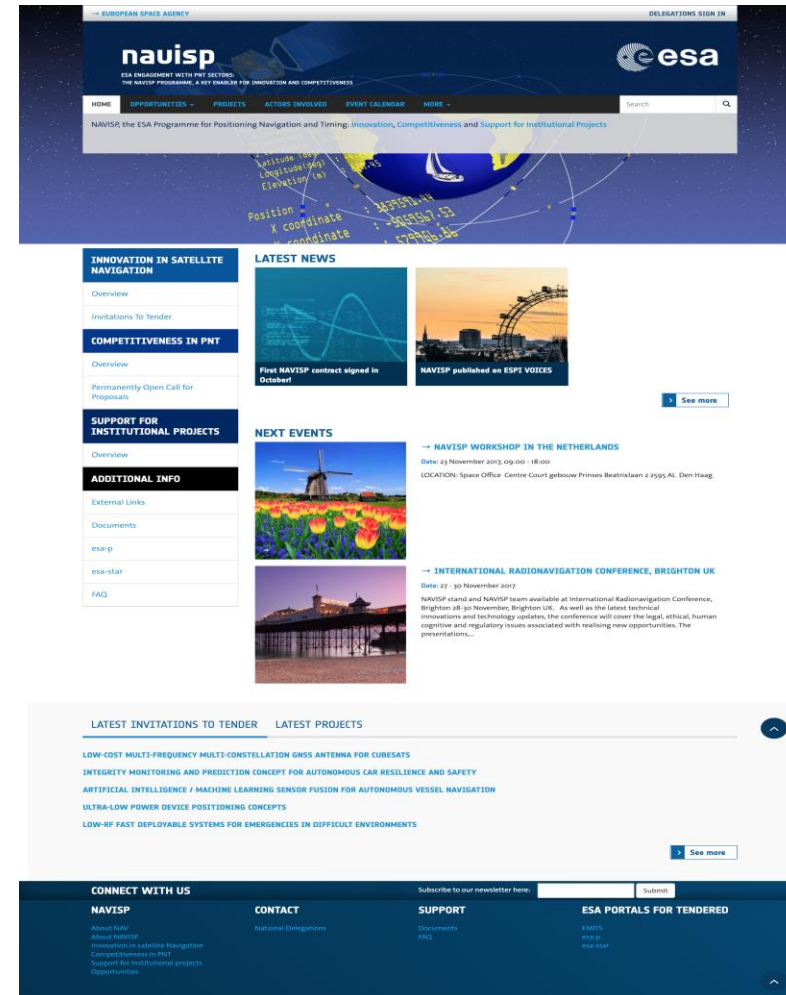 → EUROPEAN SPACE AGENCY
DELEGATIONS SIGN IN
navisp
ESA ENGAGEMENT WITH PNT SECTORS:
THE NAVISP PROGRAMME, A KEY ENABLER FOR INNOVATION AND COMPETITIVENESS
esa
HOME OPPORTUNITIES PROJECTS ACTORS INVOLVED EVENT CALENDAR MORE
Search
NAVISP, the ESA Programme for Positioning Navigation and Timing: Innovation, Competitiveness and Support for Institutional Projects
Latitude (deg)
Longitude(deg) :
Elevation (m)
Position
X coordinate : 3639591.44
: -5059567.53
coordinate : 579956.86
INNOVATION IN SATELLITE
NAVIGATION
Overview
Invitations To Tender
COMPETITIVENESS IN PNT
Overview
Permanently Open Call for
Proposals
SUPPORT FOR
INSTITUTIONAL PROJECTS
Overview
ADDITIONAL INFO
External Links
Documents
esa-p
esa-star
FAQ
LATEST NEWS
First NAVISP contract signed in
October!
NAVISP published on ESPI VOICES
See more
NEXT EVENTS
→ NAVISP WORKSHOP IN THE NETHERLANDS
Date: 23 November 2017, 09:00 - 18:00
LOCATION: Space Office Centre Court gebouw Prinses Beatrixlaan 2 2595 AL Den Haag
→ INTERNATIONAL RADIONAVIGATION CONFERENCE, BRIGHTON UK
Date: 27 - 30 November 2017
NAVISP stand and NAVISP team available at International Radionavigation Conference,
Brighton 28-30 November, Brighton UK. As well as the latest technical
innovations and technology updates, the conference will cover the legal, ethical, human
cognitive and regulatory issues associated with realising new opportunities. The
presentations,...
LATEST INVITATIONS TO TENDER LATEST PROJECTS
LOW-COST MULTI-FREQUENCY MULTI-CONSTELLATION GNSS ANTENNA FOR CUBESATS
INTEGRITY MONITORING AND PREDICTION CONCEPT FOR AUTONOMOUS CAR RESILIENCE AND SAFETY
ARTIFICIAL INTELLIGENCE / MACHINE LEARNING SENSOR FUSION FOR AUTONOMOUS VESSEL NAVIGATION
ULTRA-LOW POWER DEVICE POSITIONING CONCEPTS
LOW-RF FAST DEPLOYABLE SYSTEMS FOR EMERGENCIES IN DIFFICULT ENVIRONMENTS
See more
CONNECT WITH US
Subscribe to our newsletter here:
Submit
NAVISP
About NAV
About NAVISP
Innovation in satellite Navigation
Competitiveness in PNT
Support for Institutional projects
Opportunities
CONTACT
National Delegations
SUPPORT
Documents
FAQ
ESA PORTALS FOR TENDERED
EMITS
esa-p
esa-star